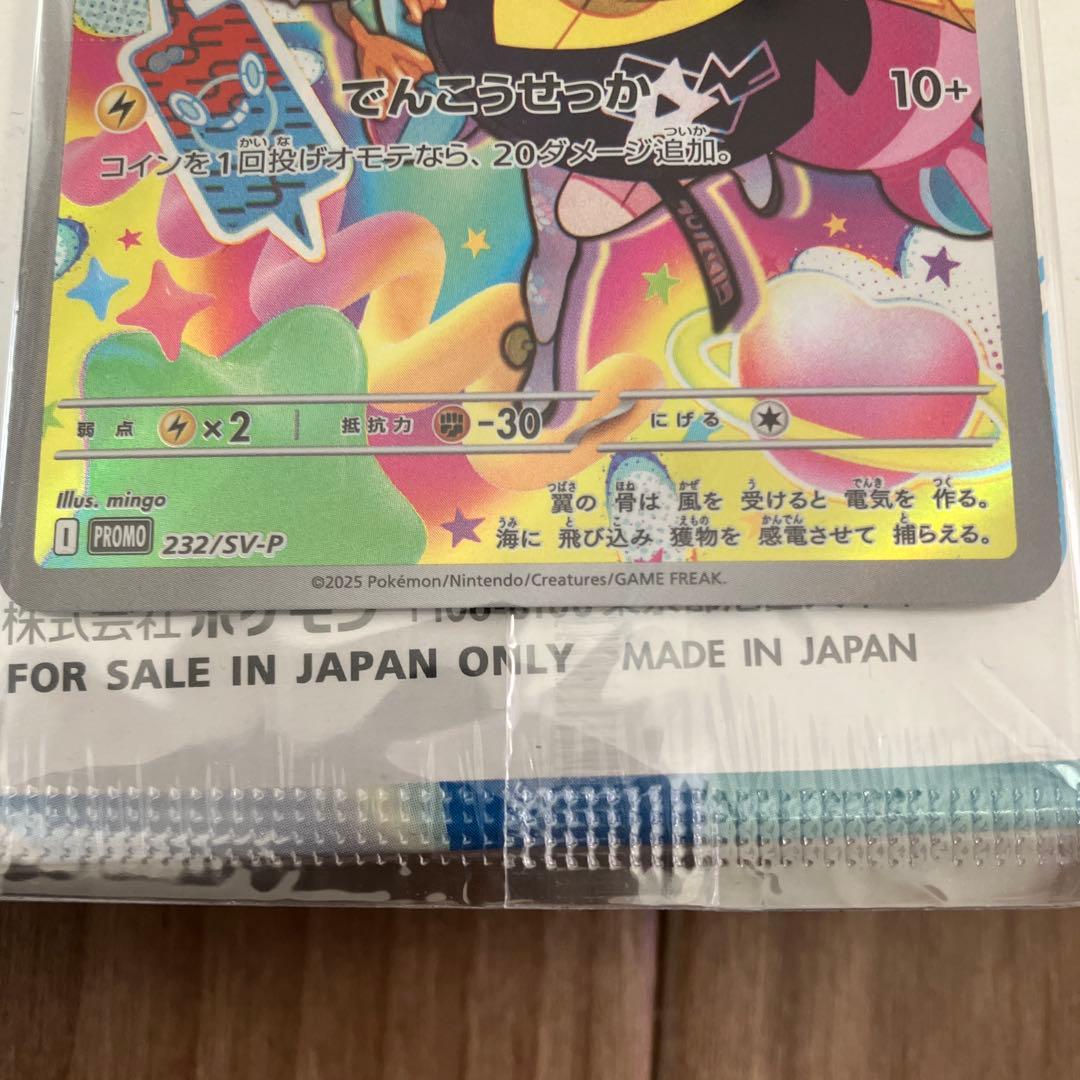 でんこうせっか 10+
コインを1回投げオモテなら、20ダメージ追加。
弱点 ×2 抵抗力 -30 にげる
Illus. mingo
翼の骨は風を受けると電気を作る。
I PROMO 232/SV-P
海に飛び込み獲物を感電させて捕らえる。
©2025 Pokémon/Nintendo/Creatures/GAME FREAK.
株式会社ポケモン
FOR SALE IN JAPAN ONLY MADE IN JAPAN